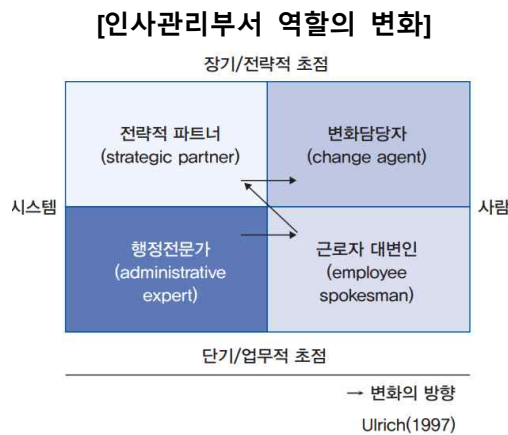 [인사관리부서 역할의 변화]
장기/전략적 초점
전략적 파트너
(strategic partner)
변화담당자
(change agent)
시스템
사람
행정전문가
(administrative
expert)
근로자 대변인
(employee
spokesman)
단기/업무적 초점
→ 변화의 방향
Ulrich(1997)